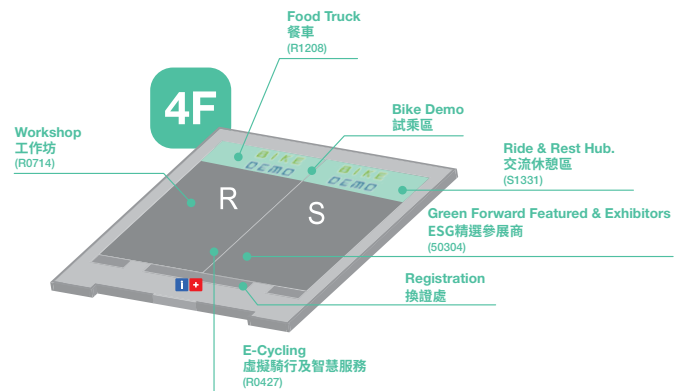 Food Truck
餐車
(R1208)
4F
Bike Demo
試乘區
Workshop
工作坊
(R0714)
Ride & Rest Hub.
交流休憩區
(S1331)
BIKE DEMO
BIKE DEMO
R
S
Green Forward Featured & Exhibitors
ESG精選參展商
(50304)
Registration
換證處
i +
E-Cycling
虛擬騎行及智慧服務
(R0427)